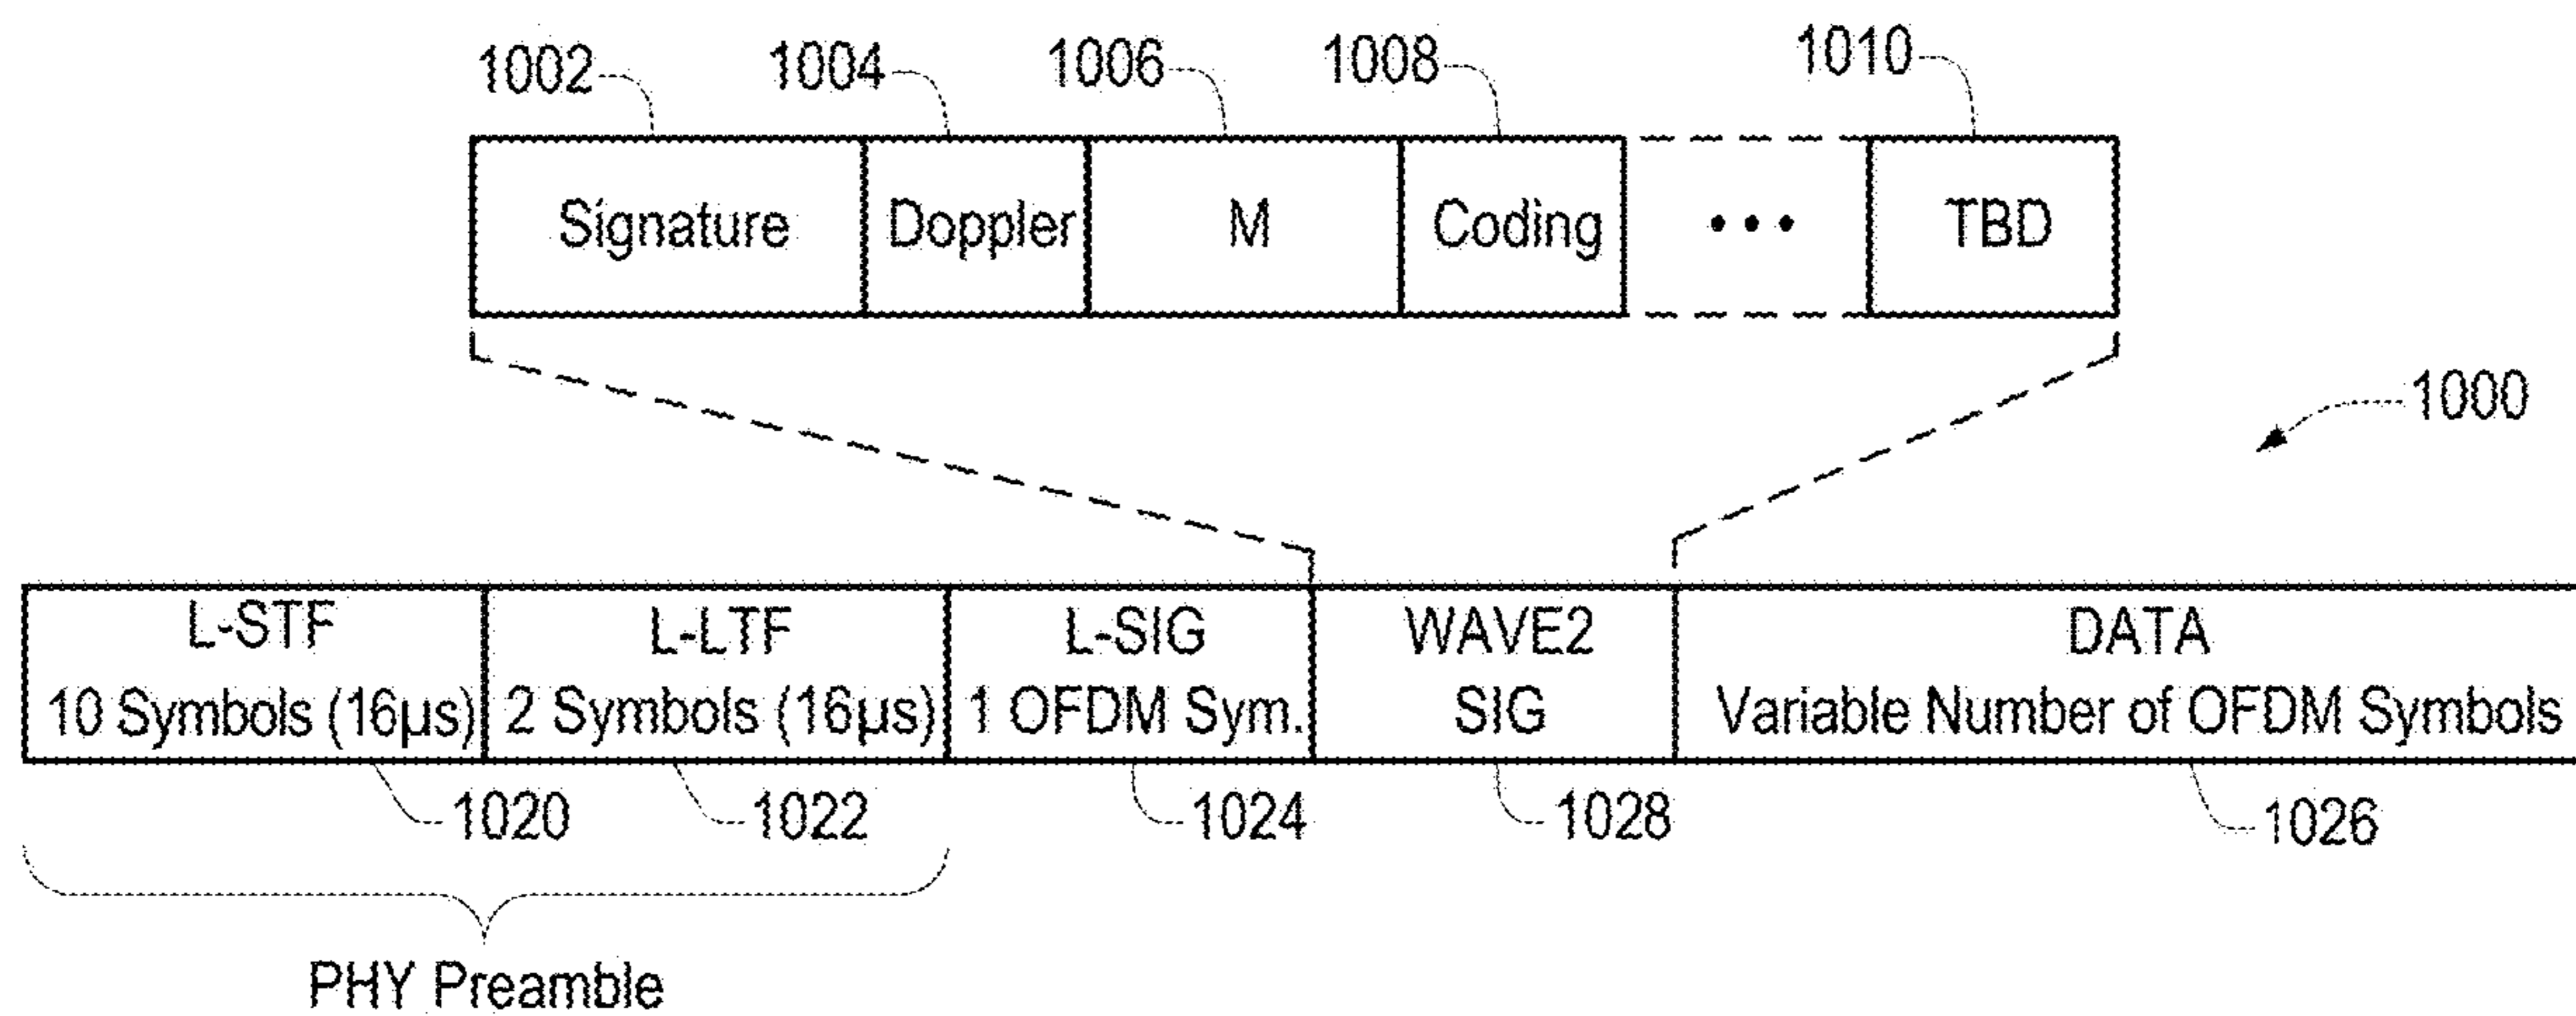 1002 1004 1006 1008 1010
Signature Doppler M Coding ••• TBD
1000
L-STF L-LTF L-SIG WAVE2 DATA
10 Symbols (16µs) 2 Symbols (16µs) 1 OFDM Sym. SIG Variable Number of OFDM Symbols
1020 1022 1024 1028 1026
PHY Preamble